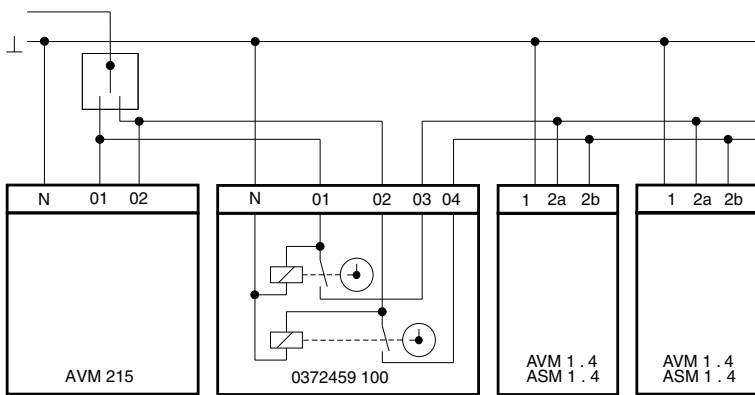 N 01 02
N 01 02 03 04
1 2a 2b
1 2a 2b
AVM 215
0372459 100
AVM 1 . 4
ASM 1 . 4
AVM 1 . 4
ASM 1 . 4